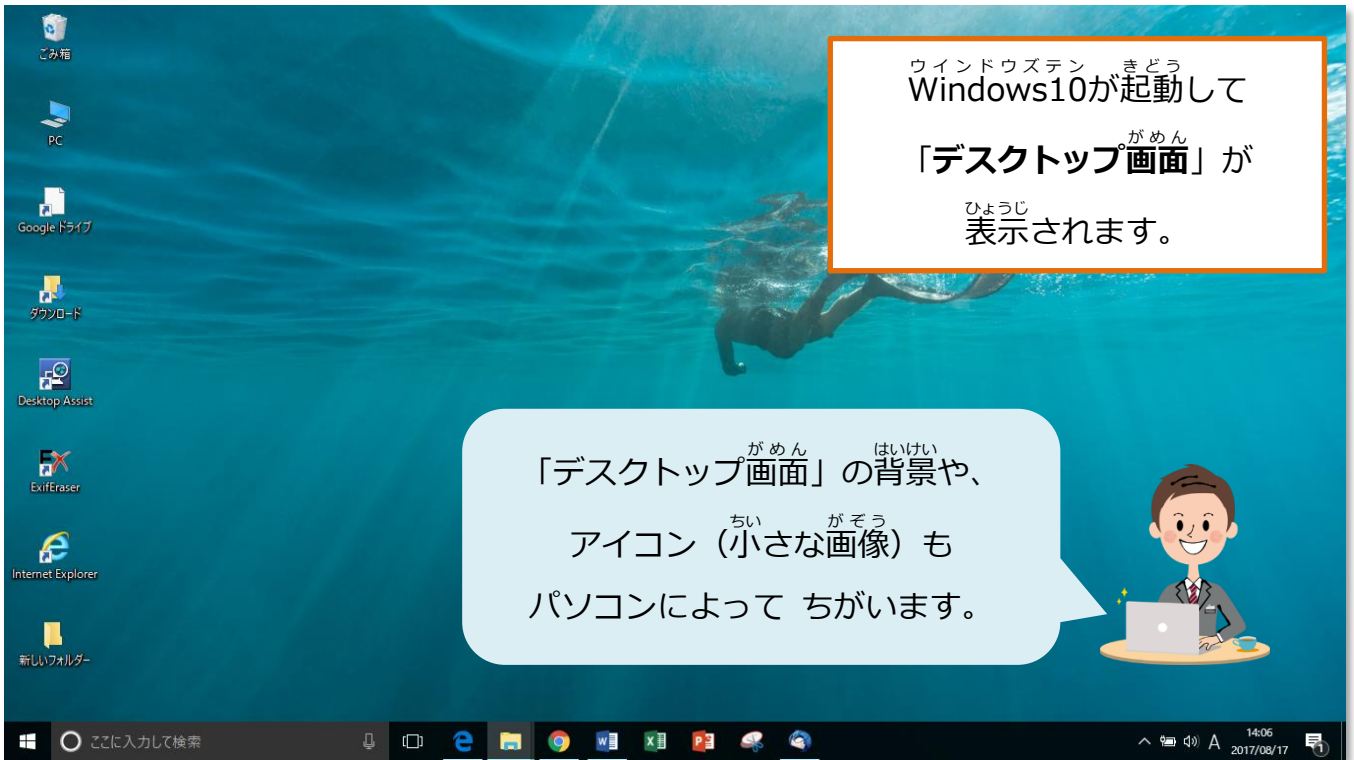 ごみ箱
PC
Google ドライブ
ダウンロード
Desktop Assist
ExifEraser
Internet Explorer
新しいフォルダー
ウインドウズテン きどう
Windows10が起動して
がめん
「デスクトップ画面」が
ひょうじ
表示されます。
がめん はいけい
「デスクトップ画面」の背景や、
ちい がぞう
アイコン（小さな画像）も
パソコンによって ちがいます。
ここに入力して検索
A
14:06
2017/08/17
1